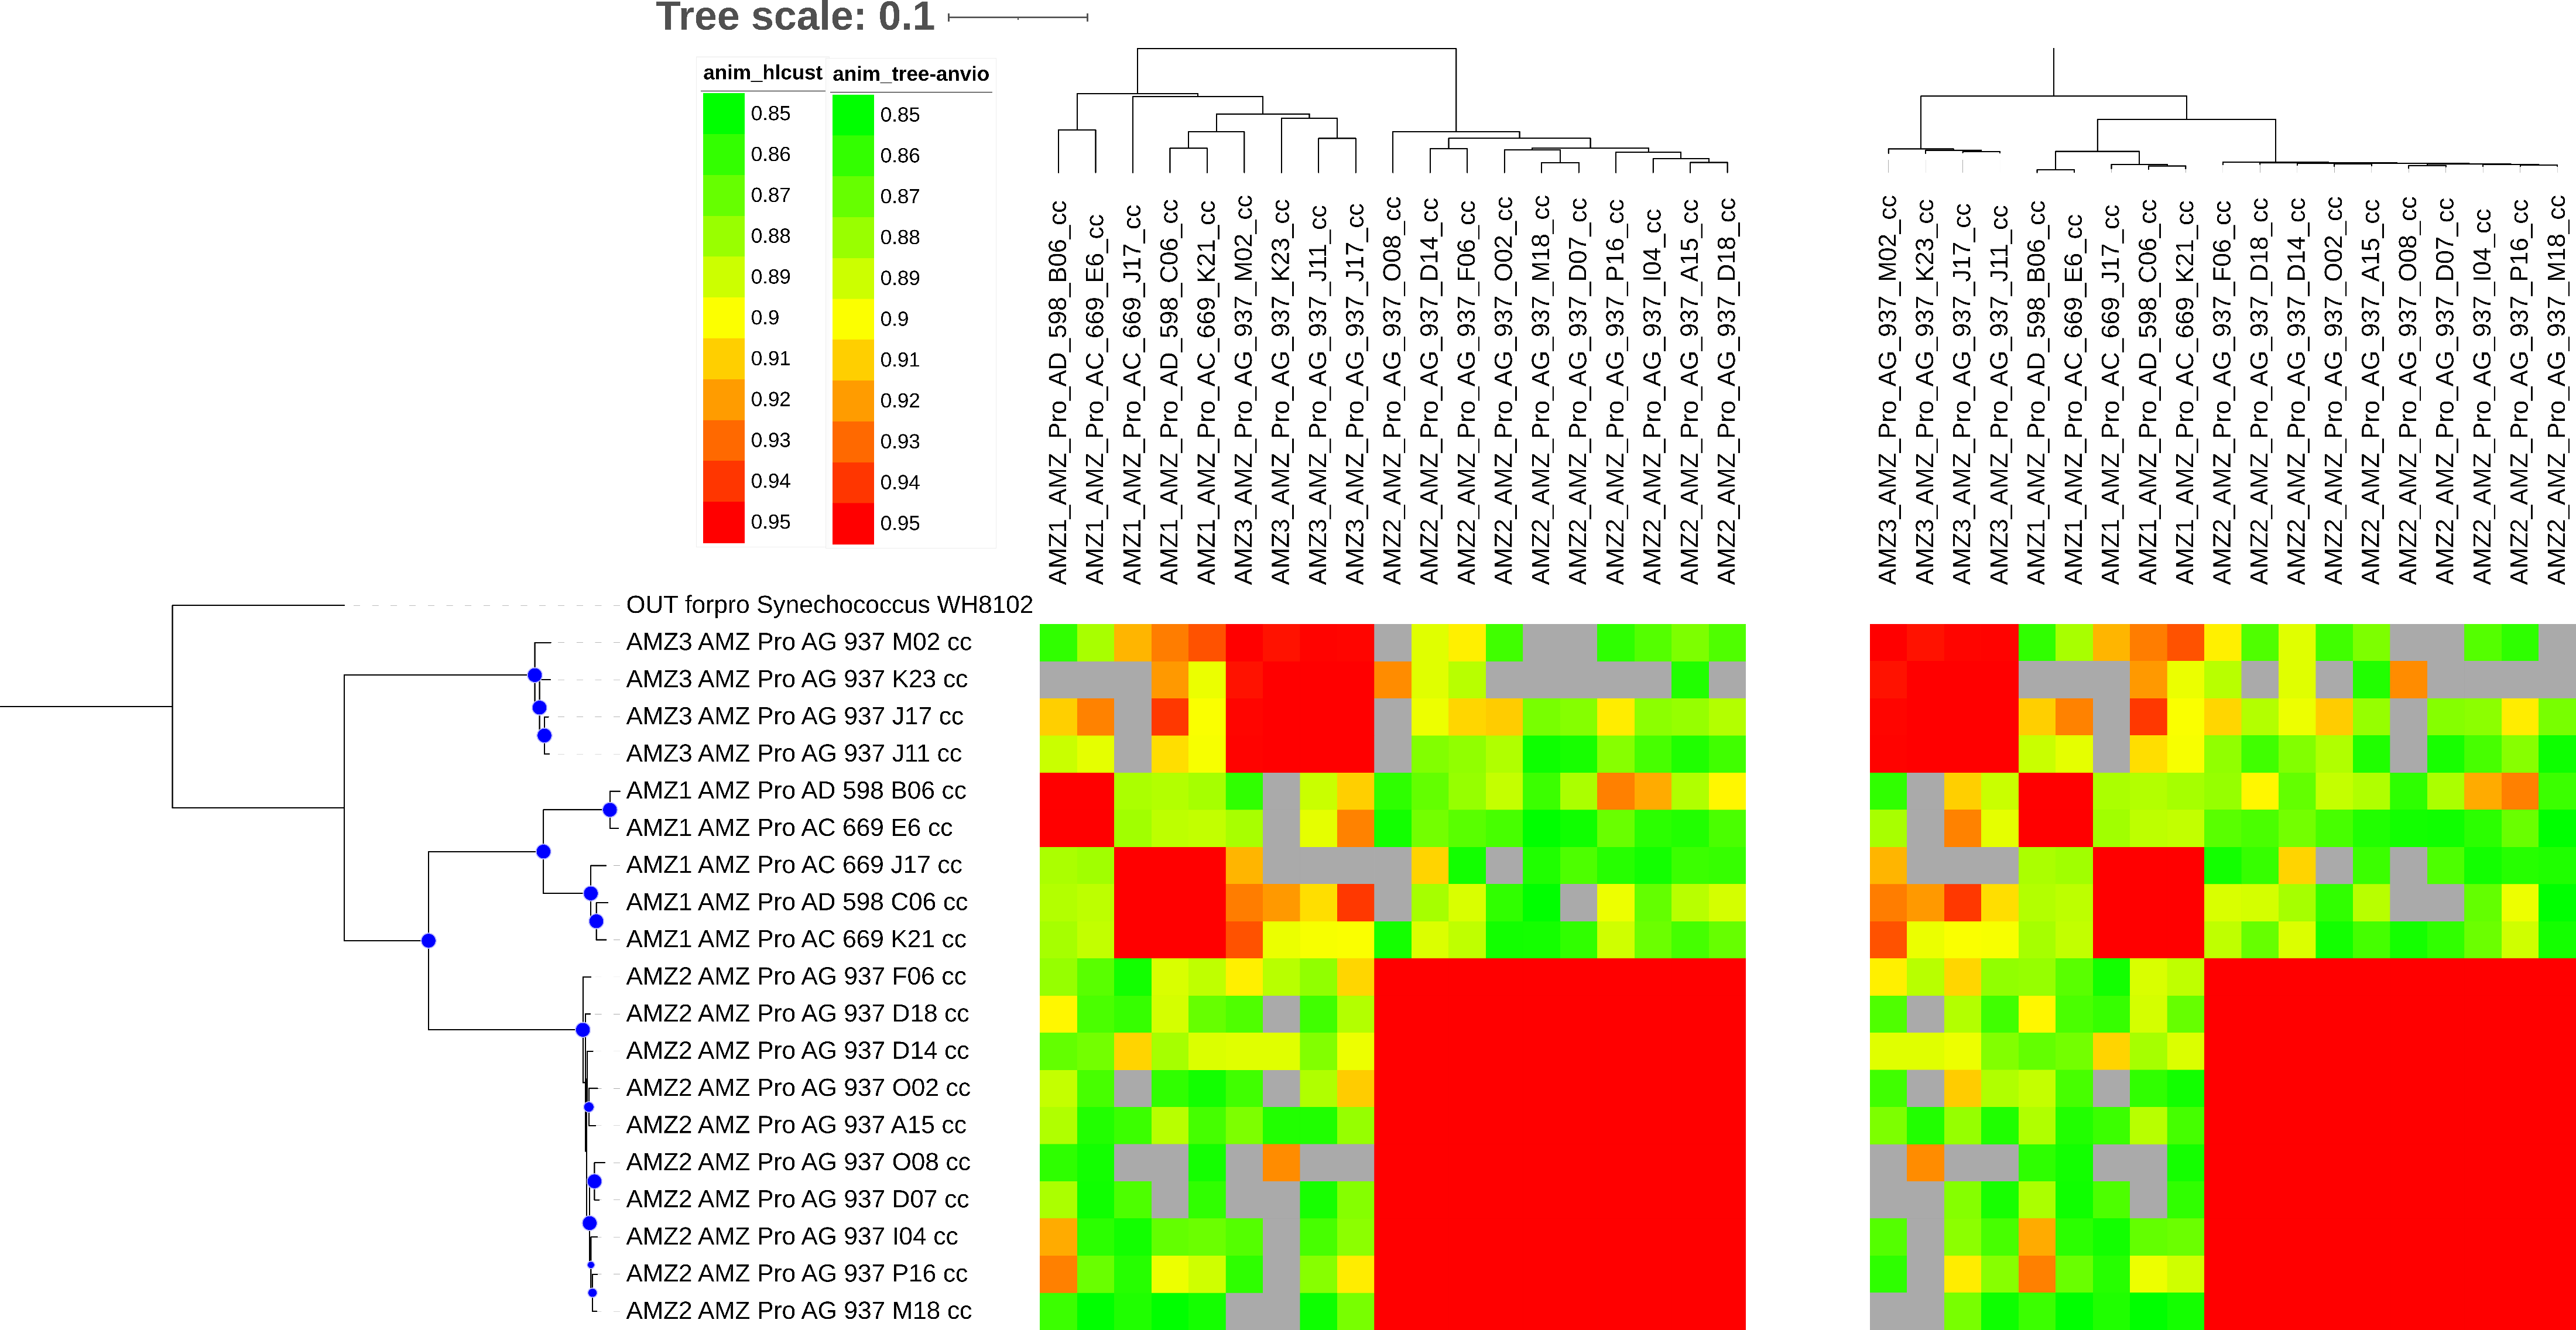 Tree scale: 0.1
anim_hlcust
0.85
0.86
0.87
0.88
0.89
0.9
0.91
0.92
0.93
0.94
0.95
anim_tree-anvio
0.85
0.86
0.87
0.88
0.89
0.9
0.91
0.92
0.93
0.94
0.95
AMZ1_AMZ_Pro_AD_598_B06_cc
AMZ1_AMZ_Pro_AC_669_E6_cc
AMZ1_AMZ_Pro_AC_669_J17_cc
AMZ1_AMZ_Pro_AD_598_C06_cc
AMZ1_AMZ_Pro_AC_669_K21_cc
AMZ3_AMZ_Pro_AG_937_M02_cc
AMZ3_AMZ_Pro_AG_937_K23_cc
AMZ3_AMZ_Pro_AG_937_J11_cc
AMZ3_AMZ_Pro_AG_937_J17_cc
AMZ2_AMZ_Pro_AG_937_O08_cc
AMZ2_AMZ_Pro_AG_937_D14_cc
AMZ2_AMZ_Pro_AG_937_F06_cc
AMZ2_AMZ_Pro_AG_937_O02_cc
AMZ2_AMZ_Pro_AG_937_M18_cc
AMZ2_AMZ_Pro_AG_937_D07_cc
AMZ2_AMZ_Pro_AG_937_P16_cc
AMZ2_AMZ_Pro_AG_937_I04_cc
AMZ2_AMZ_Pro_AG_937_A15_cc
AMZ2_AMZ_Pro_AG_937_D18_cc
AMZ3_AMZ_Pro_AG_937_M02_cc
AMZ3_AMZ_Pro_AG_937_K23_cc
AMZ3_AMZ_Pro_AG_937_J17_cc
AMZ3_AMZ_Pro_AG_937_J11_cc
AMZ1_AMZ_Pro_AD_598_B06_cc
AMZ1_AMZ_Pro_AC_669_E6_cc
AMZ1_AMZ_Pro_AC_669_J17_cc
AMZ1_AMZ_Pro_AD_598_C06_cc
AMZ1_AMZ_Pro_AC_669_K21_cc
AMZ2_AMZ_Pro_AG_937_F06_cc
AMZ2_AMZ_Pro_AG_937_D18_cc
AMZ2_AMZ_Pro_AG_937_D14_cc
AMZ2_AMZ_Pro_AG_937_O02_cc
AMZ2_AMZ_Pro_AG_937_A15_cc
AMZ2_AMZ_Pro_AG_937_O08_cc
AMZ2_AMZ_Pro_AG_937_D07_cc
AMZ2_AMZ_Pro_AG_937_I04_cc
AMZ2_AMZ_Pro_AG_937_P16_cc
AMZ2_AMZ_Pro_AG_937_M18_cc
OUT forpro Synechococcus WH8102
AMZ3 AMZ Pro AG 937 M02 cc
AMZ3 AMZ Pro AG 937 K23 cc
AMZ3 AMZ Pro AG 937 J17 cc
AMZ3 AMZ Pro AG 937 J11 cc
AMZ1 AMZ Pro AD 598 B06 cc
AMZ1 AMZ Pro AC 669 E6 cc
AMZ1 AMZ Pro AC 669 J17 cc
AMZ1 AMZ Pro AD 598 C06 cc
AMZ1 AMZ Pro AC 669 K21 cc
AMZ2 AMZ Pro AG 937 F06 cc
AMZ2 AMZ Pro AG 937 D18 cc
AMZ2 AMZ Pro AG 937 D14 cc
AMZ2 AMZ Pro AG 937 O02 cc
AMZ2 AMZ Pro AG 937 A15 cc
AMZ2 AMZ Pro AG 937 O08 cc
AMZ2 AMZ Pro AG 937 D07 cc
AMZ2 AMZ Pro AG 937 I04 cc
AMZ2 AMZ Pro AG 937 P16 cc
AMZ2 AMZ Pro AG 937 M18 cc